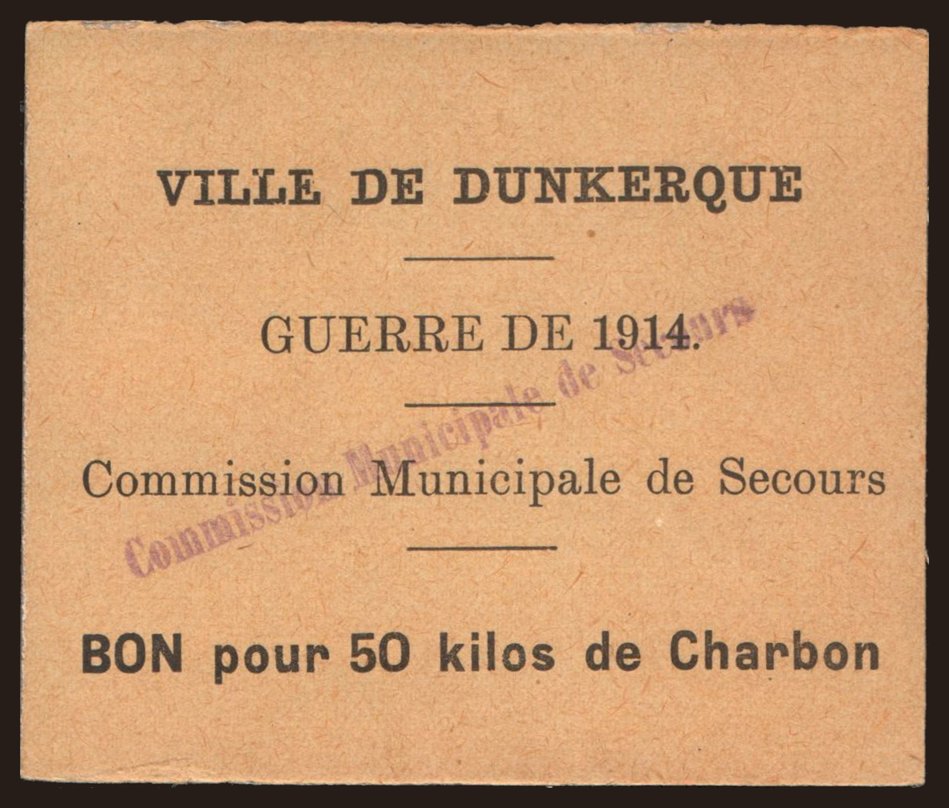 VILLE DE DUNKERQUE
GUERRE DE 1914.
Commission Municipale de Secours
Commission Municipale de Secours
BON pour 50 kilos de Charbon